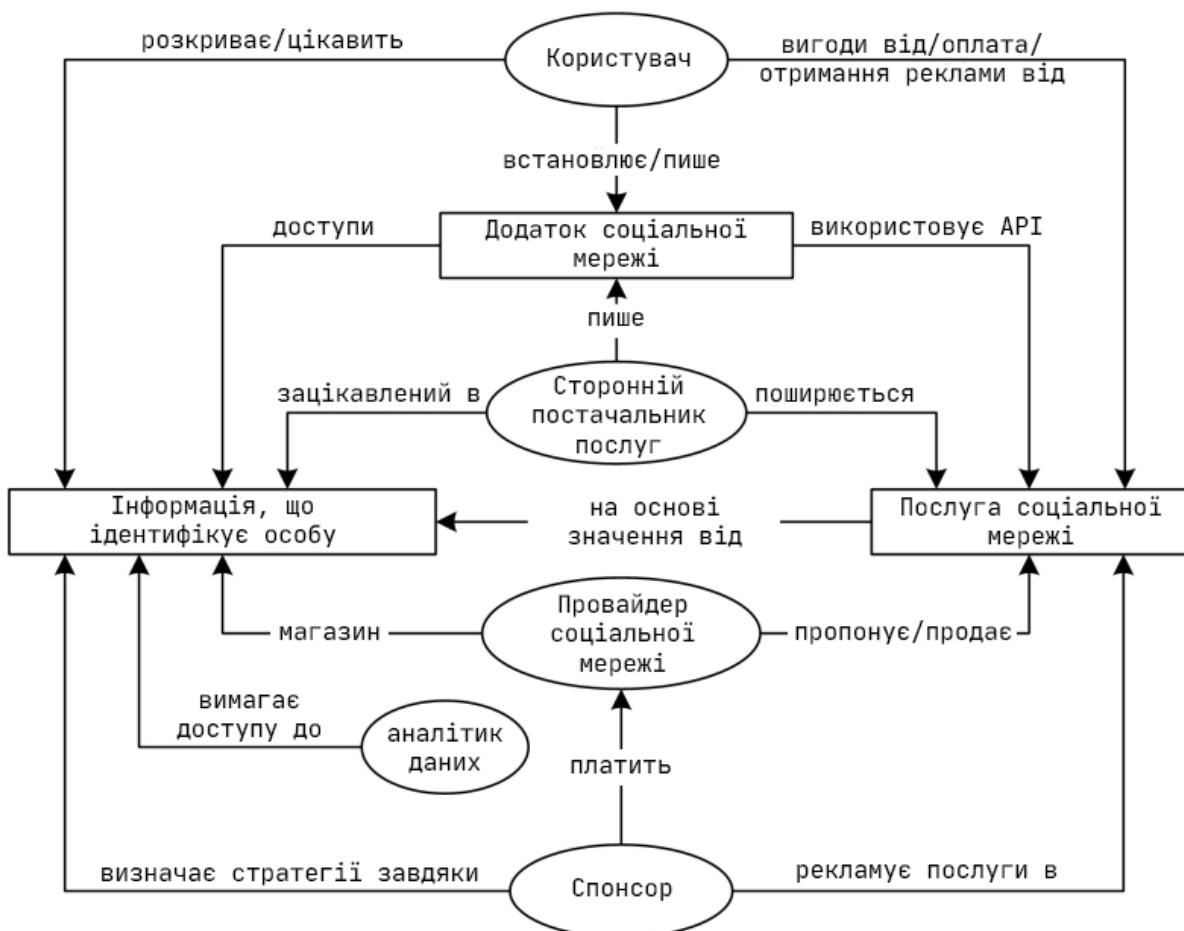 розкриває/цікавить
Користувач
вигоди від/оплата/
отримання реклами від
встановлює/пише
доступи
Додаток соціальної
мережі
використовує API
пише
зацікавлений в
Сторонній
постачальник
послуг
поширюється
Інформація, що
ідентифікує особу
на основі
значення від
Послуга соціальної
мережі
магазин
Провайдер
соціальної
мережі
пропонує/продає
вимагає
доступу до
аналітик
даних
платить
визначає стратегії завдяки
Спонсор
рекламує послуги в